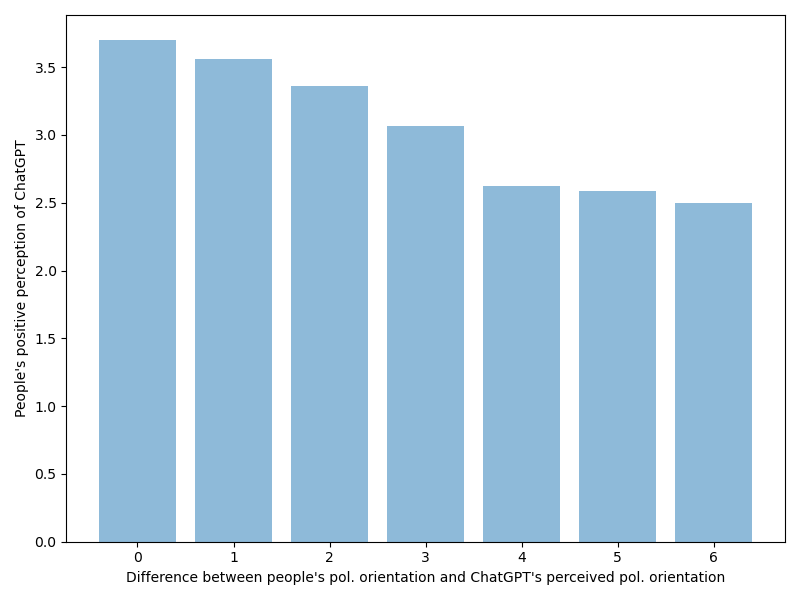 People's positive perception of ChatGPT
3.5
3.0
2.5
2.0
1.5
1.0
0.5
0.0
0 1 2 3 4 5 6
Difference between people's pol. orientation and ChatGPT's perceived pol. orientation